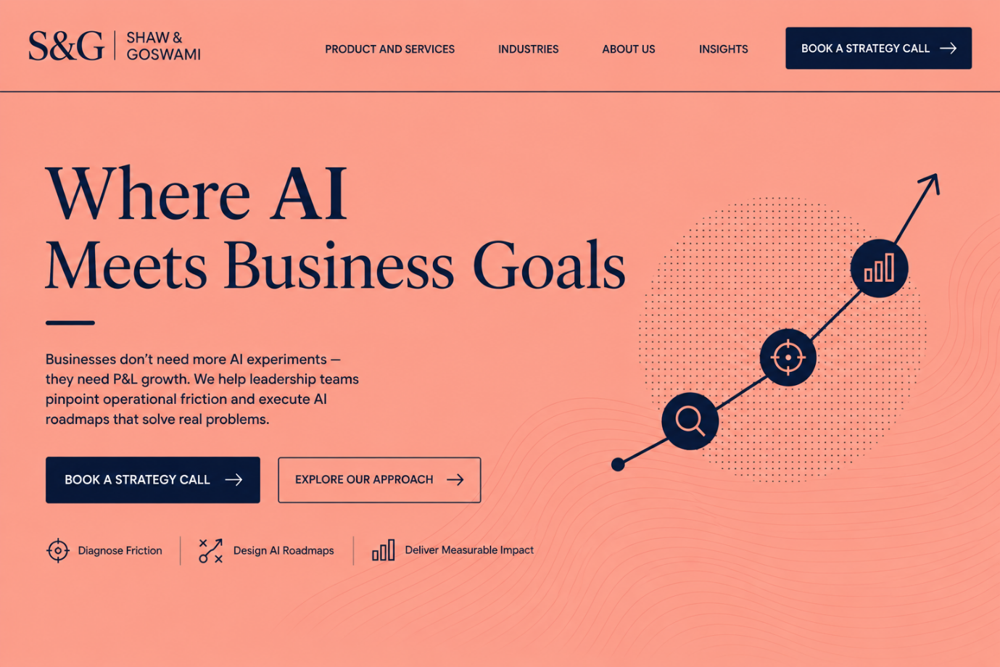 S&G
SHAW &
GOSWAMI
PRODUCT AND SERVICES
INDUSTRIES
ABOUT US
INSIGHTS
BOOK A STRATEGY CALL
Where AI
Meets Business Goals
Businesses don’t need more AI experiments —
they need P&L growth. We help leadership teams
pinpoint operational friction and execute AI
roadmaps that solve real problems.
BOOK A STRATEGY CALL
EXPLORE OUR APPROACH
Diagnose Friction
Design AI Roadmaps
Deliver Measurable Impact